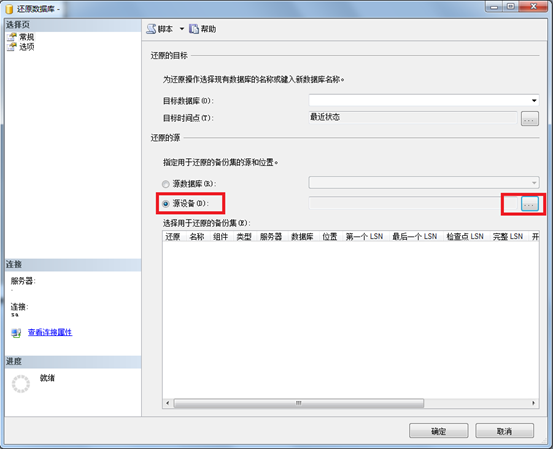 还原数据库 -
选择页
常规
选项
脚本 帮助
还原的目标
为还原操作选择现有数据库的名称或键入新数据库名称。
目标数据库(O):
目标时间点(T): 最近状态 ...
还原的源
指定用于还原的备份集的源和位置。
源数据库(R):
源设备(D): ...
选择用于还原的备份集(E):
还原 名称 组件 类型 服务器 数据库 位置 第一个 LSN 最后一个 LSN 检查点 LSN 完整 LSN 开
连接
服务器:
.
连接:
sa
查看连接属性
进度
就绪
确定 取消